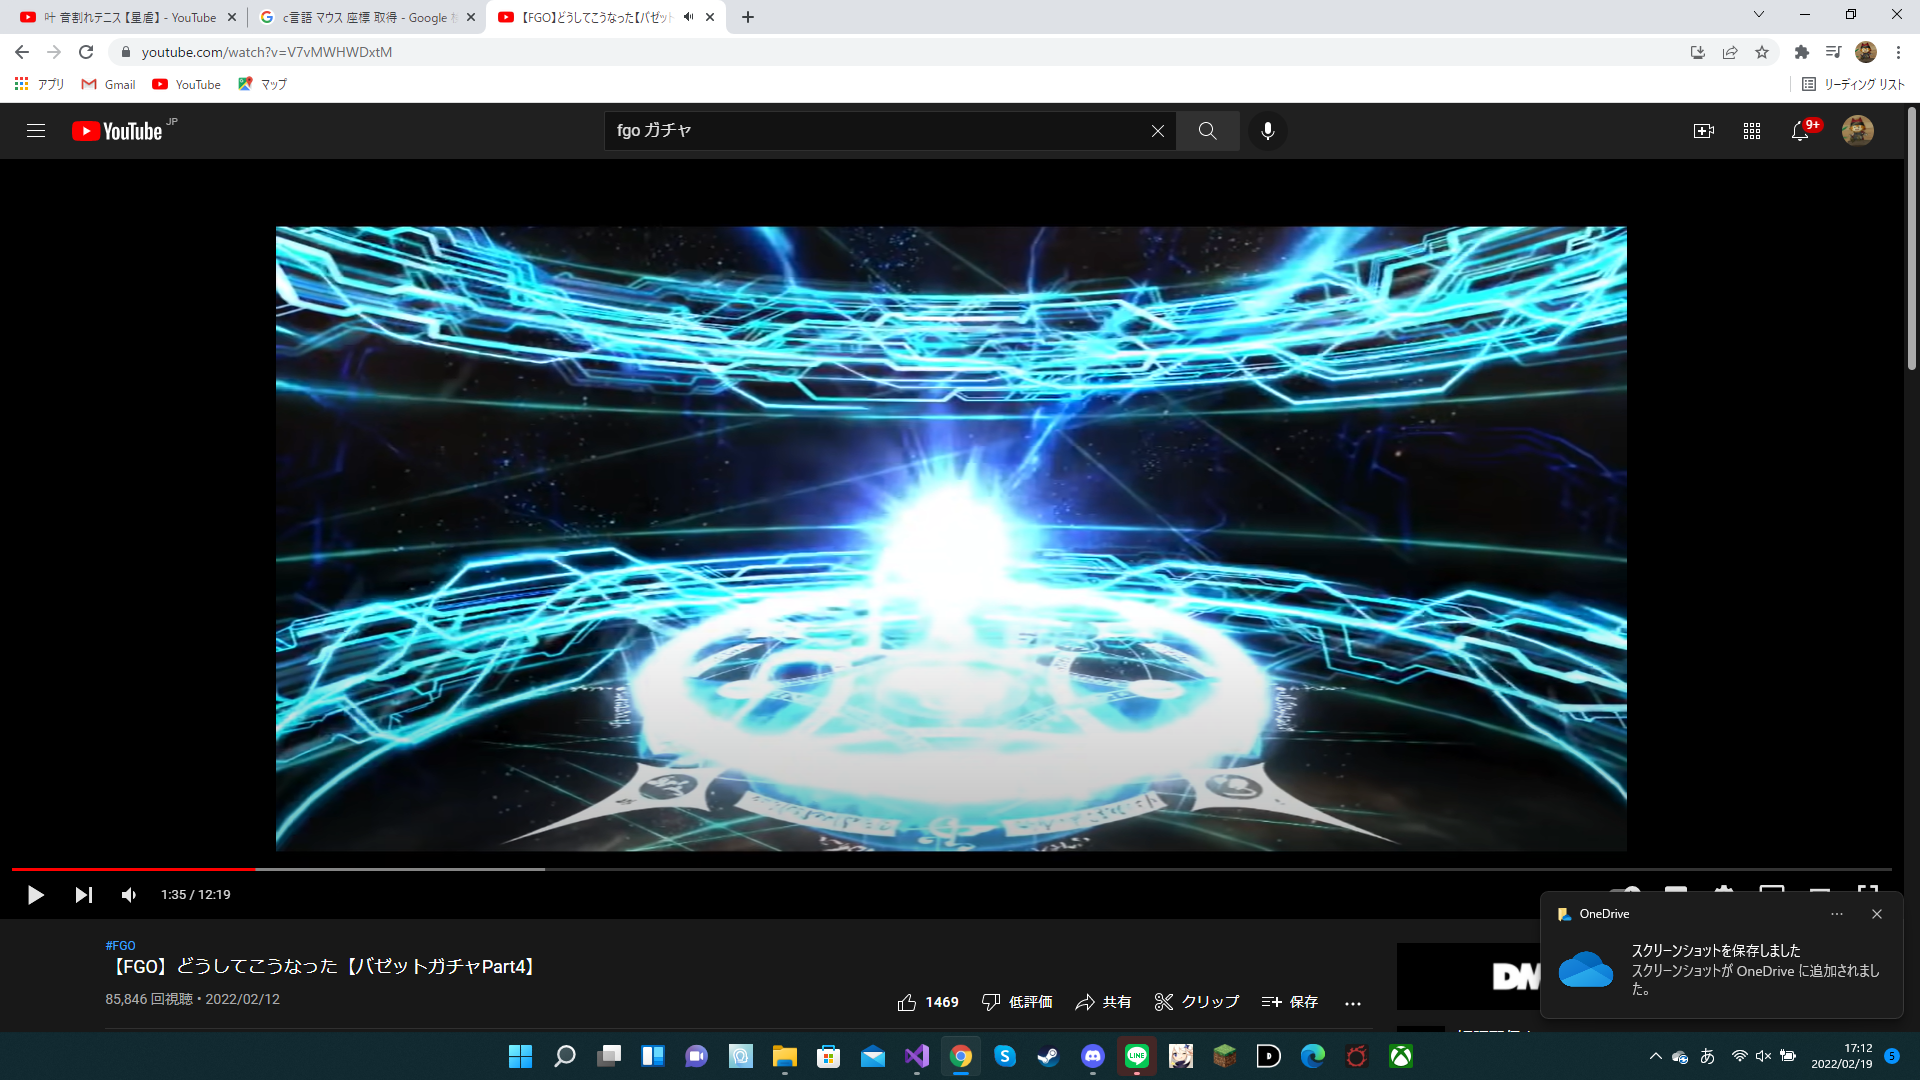 叶 音割れテニス【星虐】 - YouTube
c言語 マウス 座標 取得 - Google
【FGO】どうしてこうなった【バゼット
youtube.com/watch?v=V7vMWHWDxtM
アプリ
Gmail
YouTube
マップ
リーディング リスト
YouTube JP
fgo ガチャ
9+
1:35 / 12:19
#FGO
【FGO】どうしてこうなった【バゼットガチャPart4】
85,846 回視聴・2022/02/12
1469
低評価
共有
クリップ
保存
OneDrive
スクリーンショットを保存しました
スクリーンショットが OneDrive に追加されまし
た。
DM
LINE
あ
17:12
2022/02/19
5